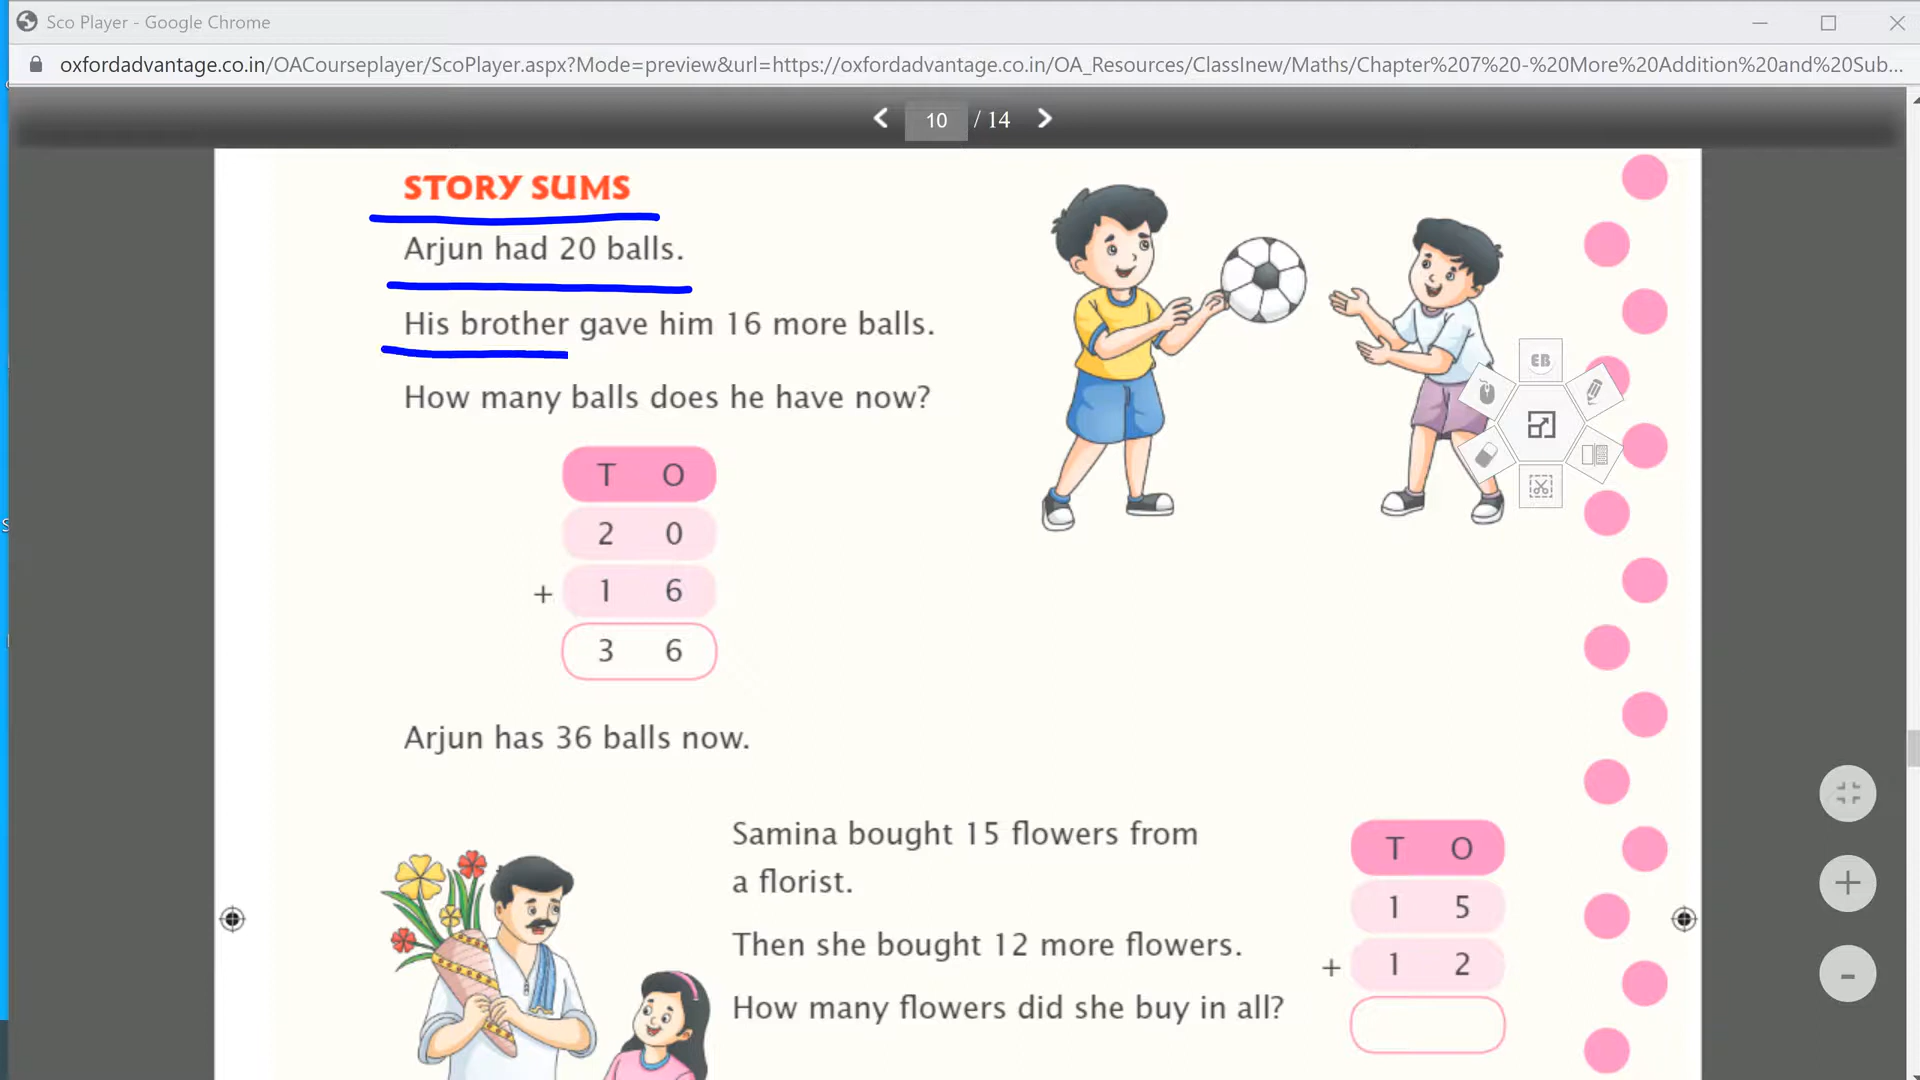 Sco Player - Google Chrome
oxfordadvantage.co.in/OACourseplayer/ScoPlayer.aspx?Mode=preview&url=https://oxfordadvantage.co.in/OA_Resources/ClassInew/Maths/Chapter%207%20-%20More%20Addition%20and%20Sub...
10 / 14
STORY SUMS
Arjun had 20 balls.
His brother gave him 16 more balls.
How many balls does he have now?
EB
T O
2 0
+ 1 6
3 6
Arjun has 36 balls now.
Samina bought 15 flowers from
a florist.
Then she bought 12 more flowers.
How many flowers did she buy in all?
T O
1 5
+ 1 2